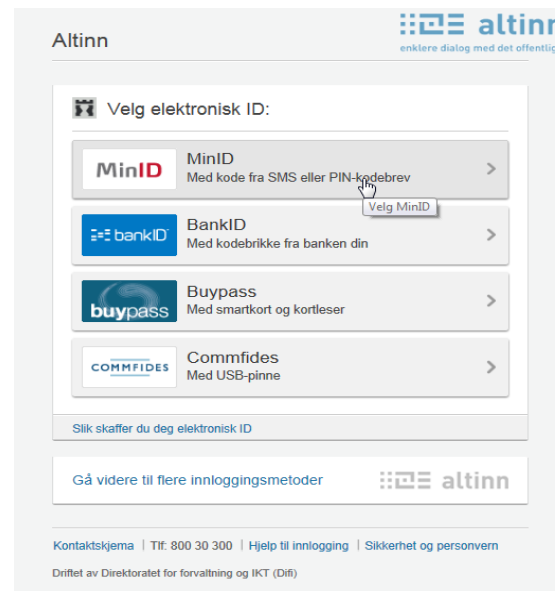 Altinn
altinn
enklere dialog med det offentlig
Velg elektronisk ID:
MinID
MinID
Med kode fra SMS eller PIN-kodebrev
Velg MinID
bankID
BankID
Med kodebrikke fra banken din
buypass
Buypass
Med smartkort og kortleser
COMMFIDES
Commfides
Med USB-pinne
Slik skaffer du deg elektronisk ID
Gå videre til flere innloggingsmetoder
altinn
Kontaktskjema | Tlf: 800 30 300 | Hjelp til innlogging | Sikkerhet og personvern
Driftet av Direktoratet for forvaltning og IKT (Difi)